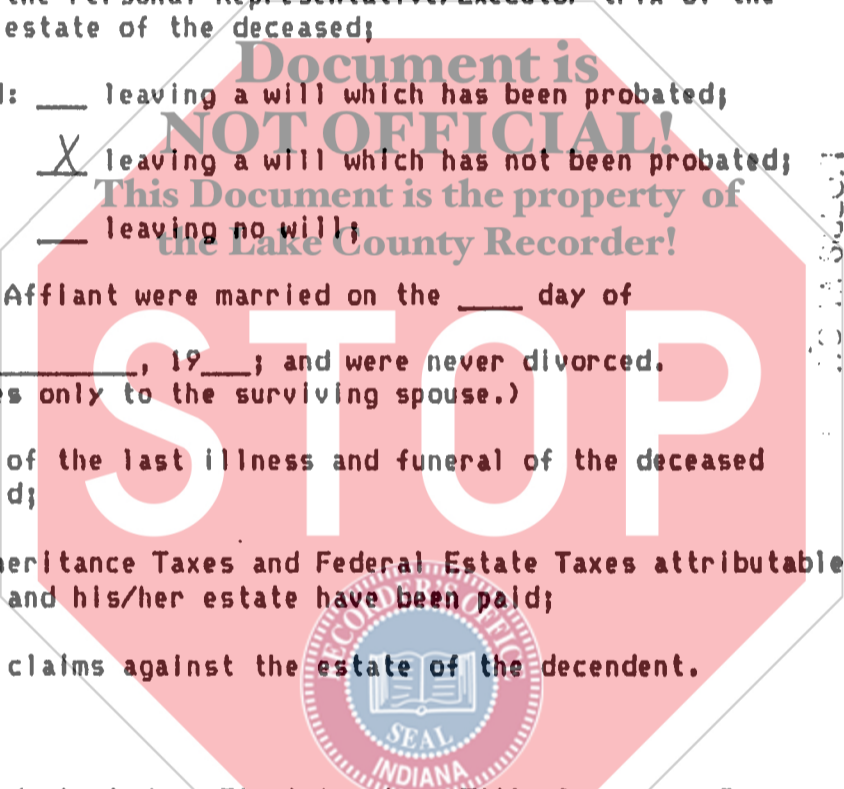 estate of the deceased;
Document is
leaving a will which has been probated;
NOT OFFICIAL!
X leaving a will which has not been probated;
This Document is the property of
leaving no will;
the Lake County Recorder!
Affiant were married on the ____ day of
, 19__; and were never divorced.
s only to the surviving spouse.)
STOP
of the last illness and funeral of the deceased
d;
eritance Taxes and Federal Estate Taxes attributable
and his/her estate have been paid;
claims against the estate of the decendent.
RECORDER'S OFFICE
SEAL
INDIANA